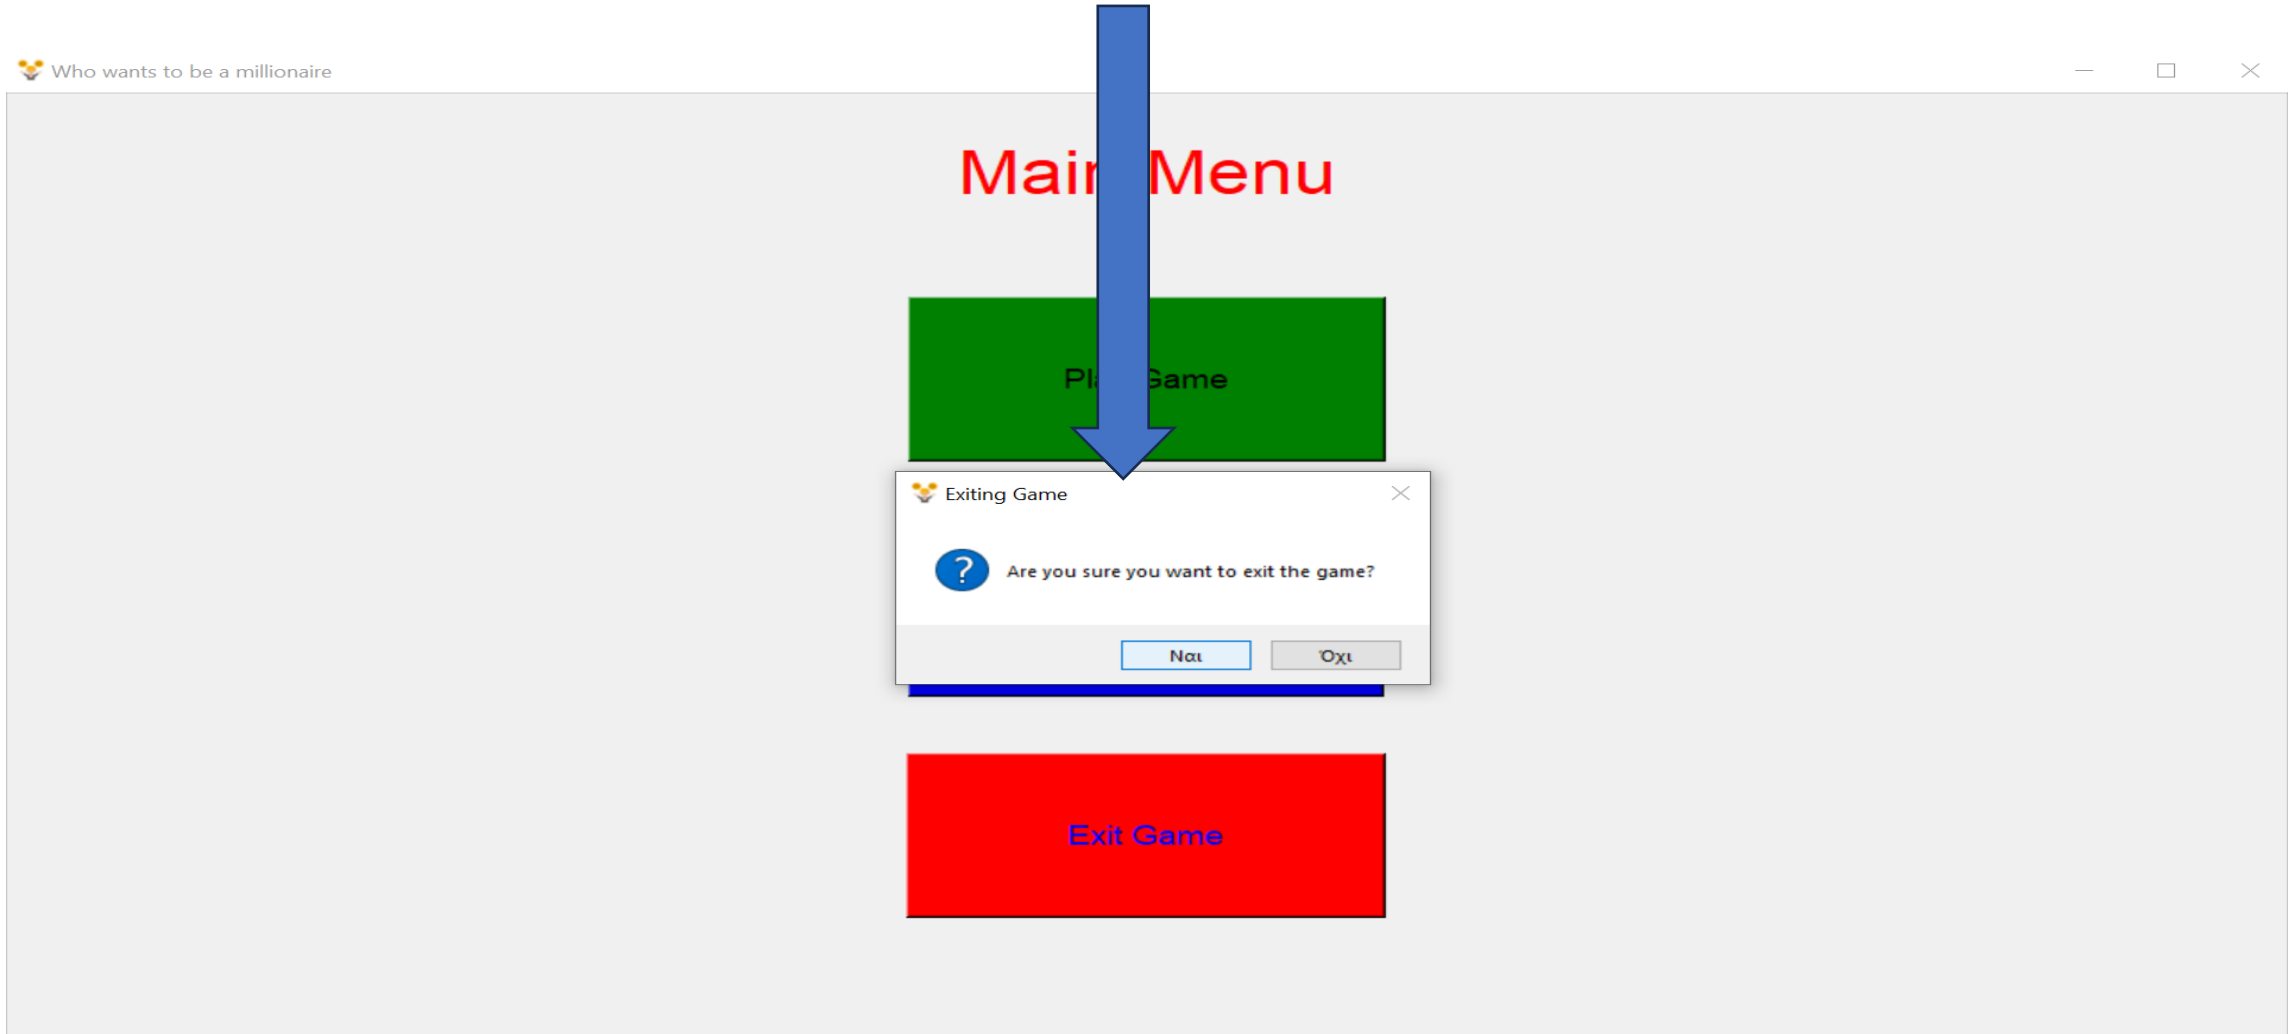 Who wants to be a millionaire
Main Menu
Play Game
Exiting Game
Are you sure you want to exit the game?
Ναι Όχι
Exit Game